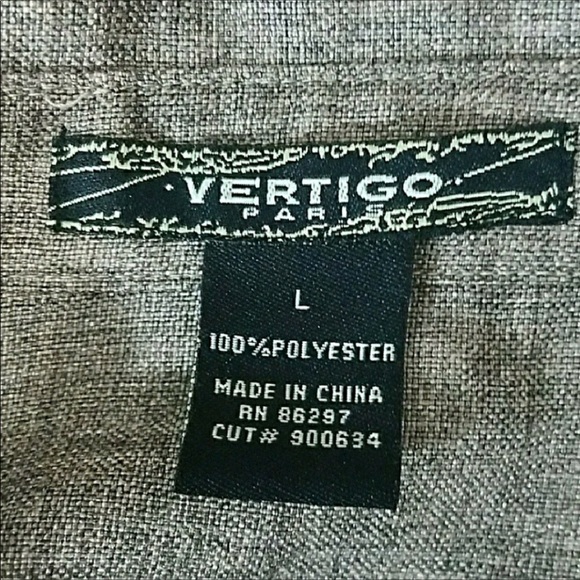 VERTIGO
PARIS
L
100% POLYESTER
MADE IN CHINA
RN 86297
CUT# 900634